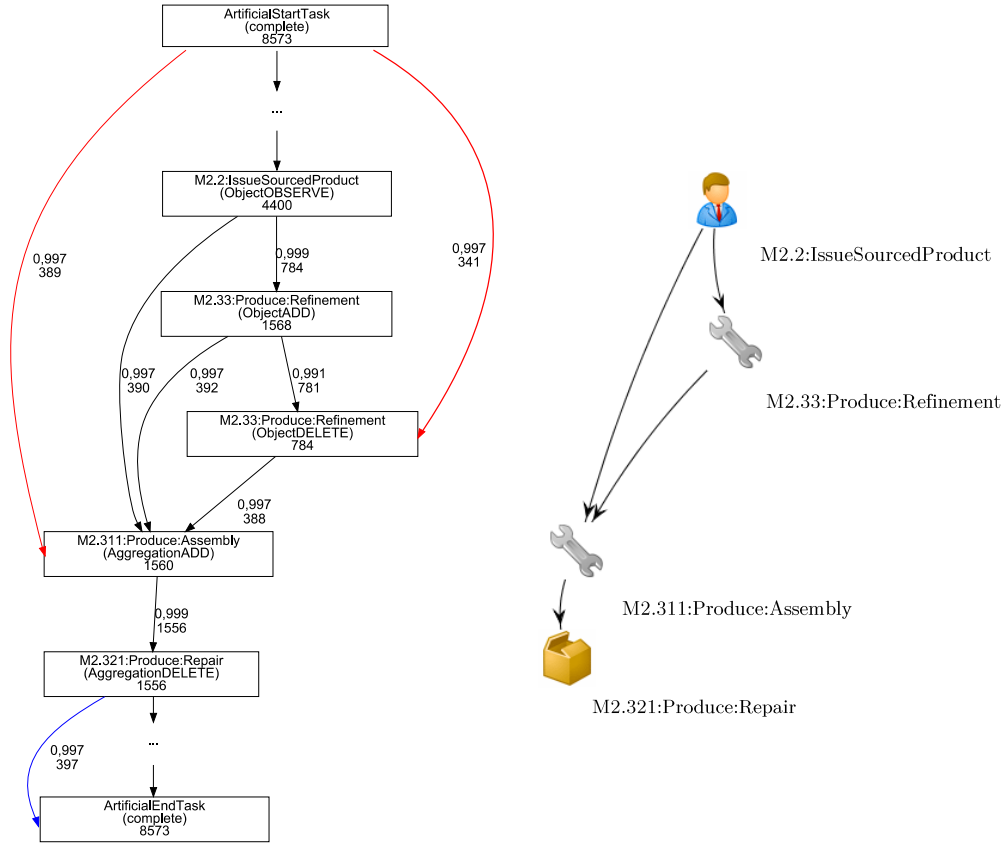 ArtificialStartTask
(complete)
8573
...
M2.2:IssueSourcedProduct
(ObjectOBSERVE)
4400
0,997
389
0,999
784
0,997
341
M2.33:Produce:Refinement
(ObjectADD)
1568
0,997
390
0,997
392
0,991
781
M2.33:Produce:Refinement
(ObjectDELETE)
784
0,997
388
M2.311:Produce:Assembly
(AggregationADD)
1560
0,999
1556
M2.321:Produce:Repair
(AggregationDELETE)
1556
0,997
397
...
ArtificialEndTask
(complete)
8573
M2.2:IssueSourcedProduct
M2.33:Produce:Refinement
M2.311:Produce:Assembly
M2.321:Produce:Repair